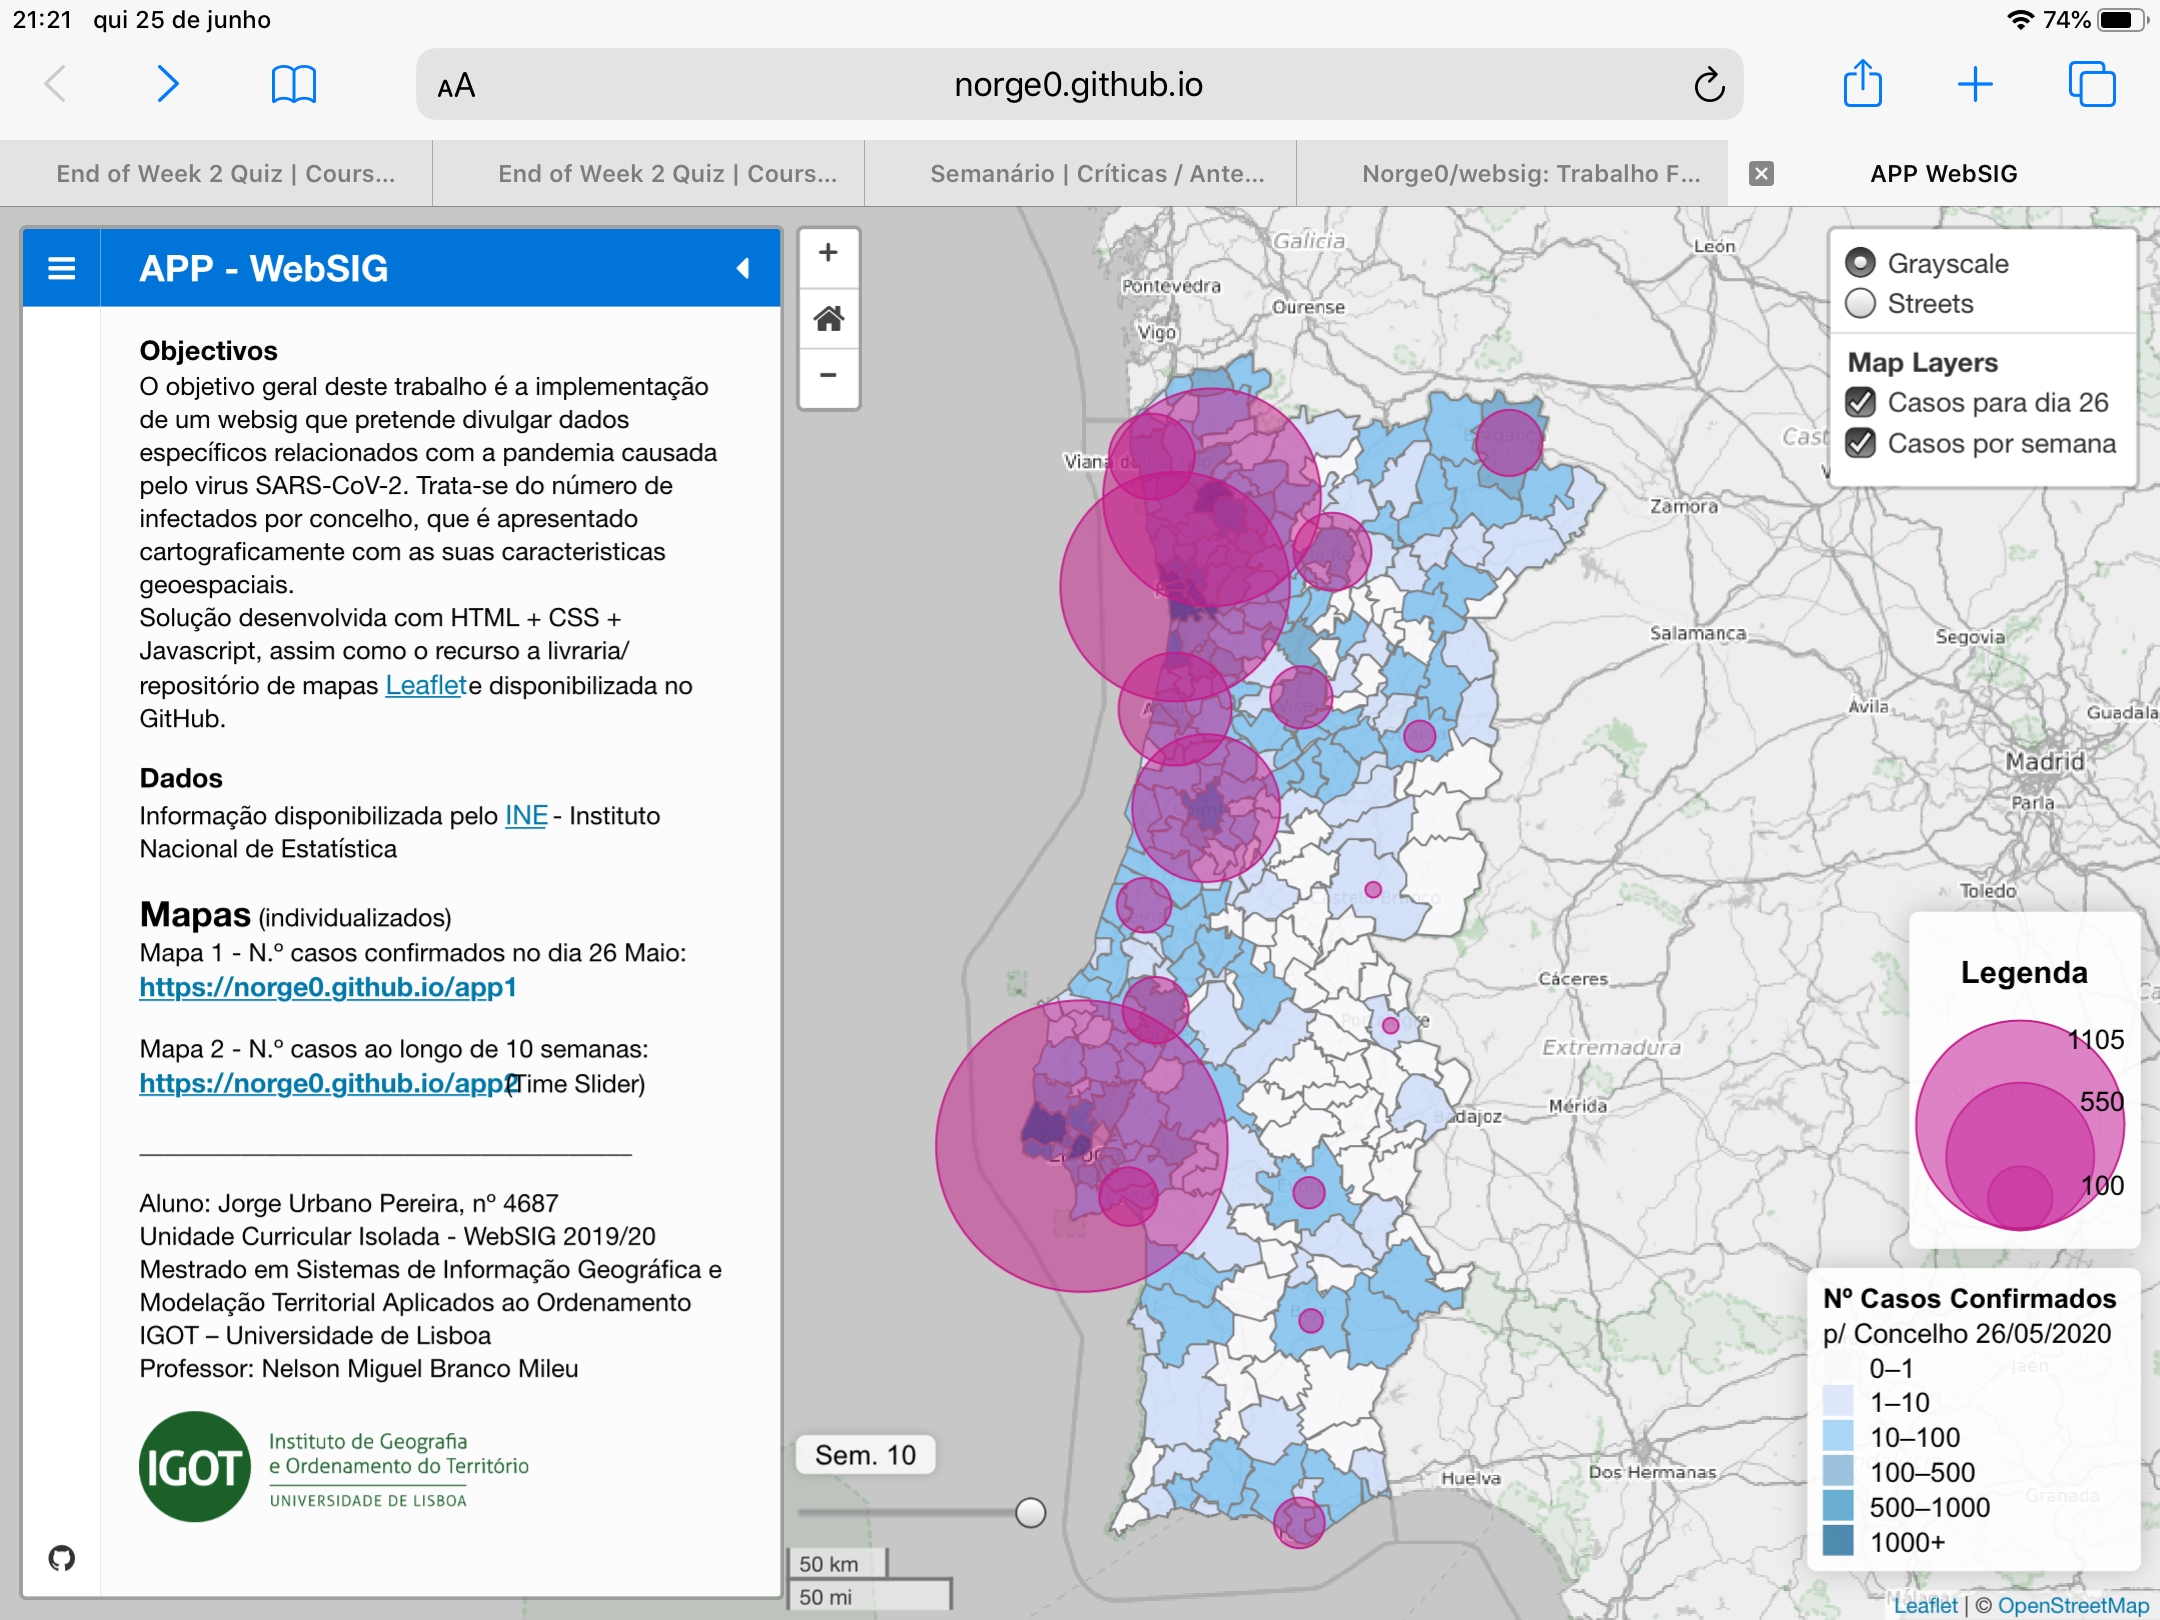 21:21 qui 25 de junho
74%
AA
norge0.github.io
End of Week 2 Quiz | Cours...
End of Week 2 Quiz | Cours...
Semanário | Críticas / Ante...
Norge0/websig: Trabalho F...
APP WebSIG
APP - WebSIG
Objectivos
O objetivo geral deste trabalho é a implementação
de um websig que pretende divulgar dados
específicos relacionados com a pandemia causada
pelo virus SARS-CoV-2. Trata-se do número de
infectados por concelho, que é apresentado
cartograficamente com as suas caracteristicas
geoespaciais.
Solução desenvolvida com HTML + CSS +
Javascript, assim como o recurso a livraria/
repositório de mapas Leaflet e disponibilizada no
GitHub.
Dados
Informação disponibilizada pelo INE - Instituto
Nacional de Estatística
Mapas (individualizados)
Mapa 1 - N.º casos confirmados no dia 26 Maio:
https://norge0.github.io/app1
Mapa 2 - N.º casos ao longo de 10 semanas:
https://norge0.github.io/app2 (Time Slider)
Aluno: Jorge Urbano Pereira, nº 4687
Unidade Curricular Isolada - WebSIG 2019/20
Mestrado em Sistemas de Informação Geográfica e
Modelação Territorial Aplicados ao Ordenamento
IGOT – Universidade de Lisboa
Professor: Nelson Miguel Branco Mileu
IGOT
Instituto de Geografia
e Ordenamento do Território
UNIVERSIDADE DE LISBOA
+
−
Galicia
León
Pontevedra
Ourense
Vigo
Zamora
Salamanca
Segovia
Ávila
Guadala
Madrid
Parla
Toledo
Castelo Branco
Cáceres
Extremadura
Badajoz
Mérida
Huelva
Dos Hermanas
Jaén
Granada
Grayscale
Streets
Map Layers
Casos para dia 26
Casos por semana
Legenda
1105
550
100
Nº Casos Confirmados
p/ Concelho 26/05/2020
0–1
1–10
10–100
100–500
500–1000
1000+
Sem. 10
50 km
50 mi
Leaflet | © OpenStreetMap